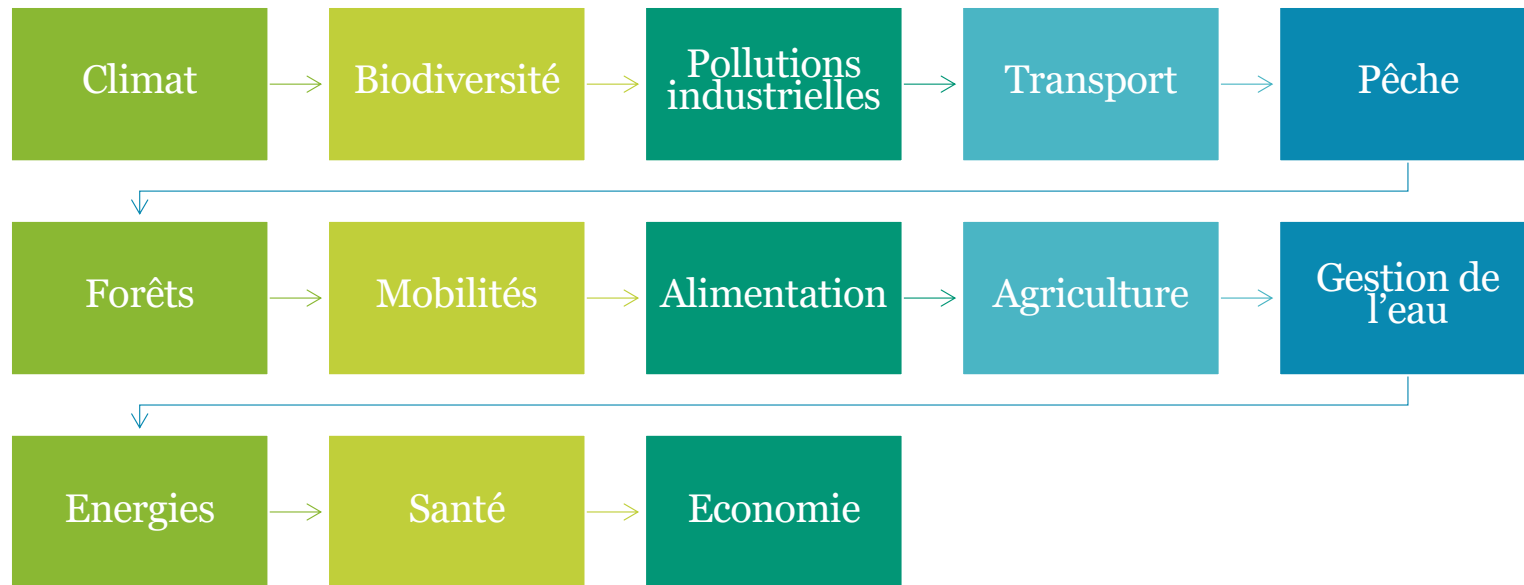 Climat
Biodiversité
Pollutions
industrielles
Transport
Pêche
Forêts
Mobilités
Alimentation
Agriculture
Gestion de
l’eau
Energies
Santé
Economie